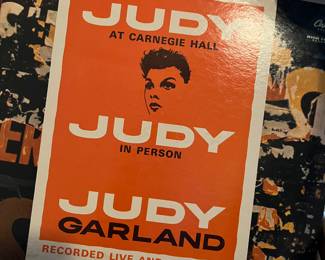 JUDY
AT CARNEGIE HALL
JUDY
IN PERSON
JUDY
GARLAND
RECORDED LIVE